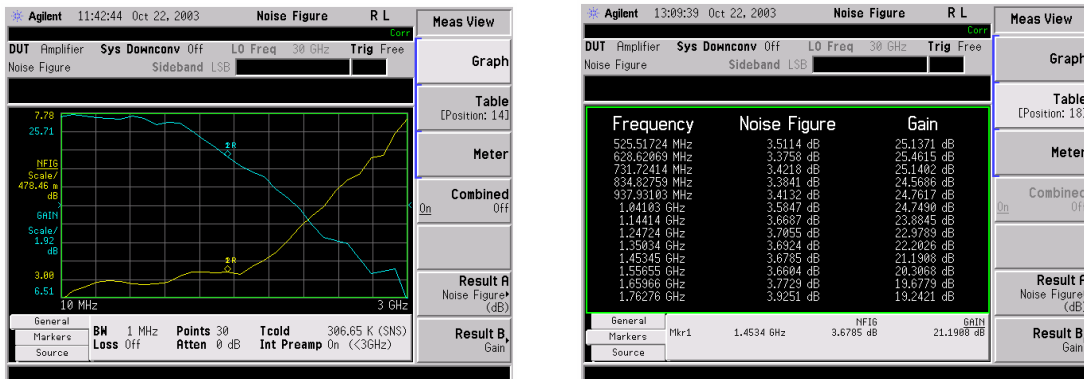 Agilent 11:42:44 Oct 22, 2003 Noise Figure R L
Corr
DUT Amplifier Sys Downconv Off LO Freq 30 GHz Trig Free
Noise Figure Sideband LSB
7.78
25.71
NFIG
Scale/
478.46 m
dB
GAIN
Scale/
1.92
dB
3.00
6.51
1R
2R
10 MHz 3 GHz
General
Markers
Source
BW 1 MHz Points 30 Tcold 306.65 K (SNS)
Loss Off Atten 0 dB Int Preamp On (<3GHz)
Meas View
Graph
Table
[Position: 14]
Meter
Combined
On Off
Result A
Noise Figure
(dB)
Result B
Gain
Agilent 13:09:39 Oct 22, 2003 Noise Figure R L
Corr
DUT Amplifier Sys Downconv Off LO Freq 30 GHz Trig Free
Noise Figure Sideband LSB
Frequency Noise Figure Gain
525.51724 MHz 3.5114 dB 25.1371 dB
628.62069 MHz 3.3758 dB 25.4615 dB
731.72414 MHz 3.4218 dB 25.1402 dB
834.82759 MHz 3.3841 dB 24.5686 dB
937.93103 MHz 3.4132 dB 24.7617 dB
1.04103 GHz 3.5847 dB 24.7490 dB
1.14414 GHz 3.6687 dB 23.8845 dB
1.24724 GHz 3.7055 dB 22.9789 dB
1.35034 GHz 3.6924 dB 22.2026 dB
1.45345 GHz 3.6785 dB 21.1908 dB
1.55655 GHz 3.6604 dB 20.3068 dB
1.65966 GHz 3.7729 dB 19.6779 dB
1.76276 GHz 3.9251 dB 19.2421 dB
General
Markers
Source
NFIG GAIN
Mkr1 1.4534 GHz 3.6785 dB 21.1908 dB
Meas View
Graph
Table
[Position: 18]
Meter
Combined
On Off
Result A
Noise Figure
(dB)
Result B
Gain